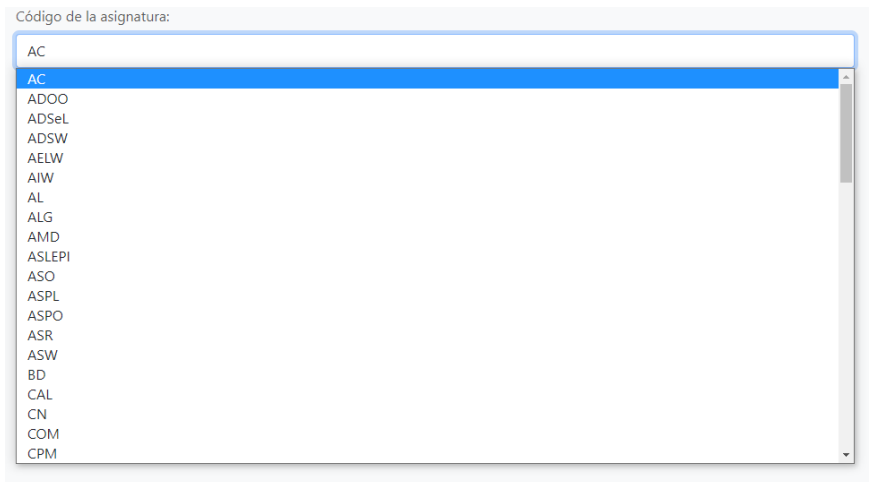 Código de la asignatura:
AC
AC
ADOO
ADSeL
ADSW
AELW
AIW
AL
ALG
AMD
ASLEPI
ASO
ASPL
ASPO
ASR
ASW
BD
CAL
CN
COM
CPM